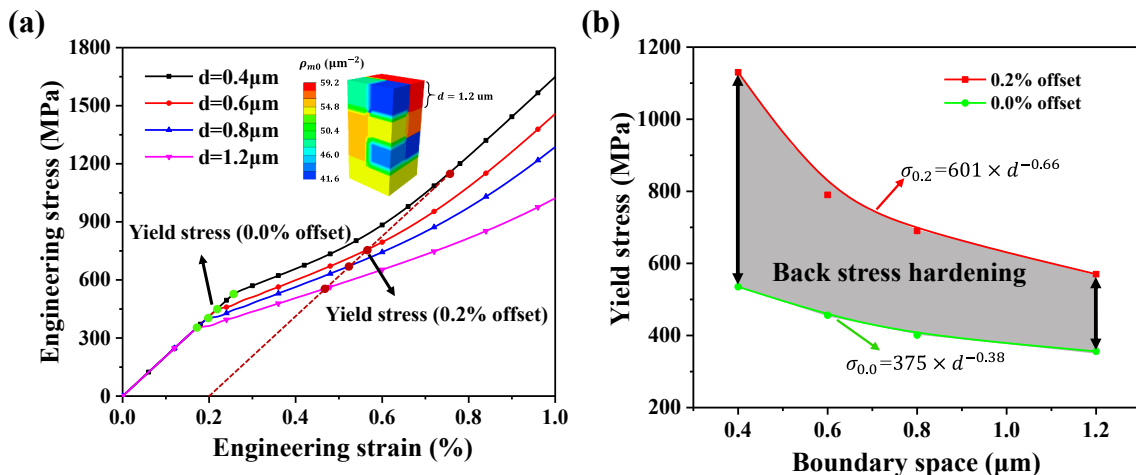 (a)
1800
1500
1200
900
600
300
0
Engineering stress (MPa)
0.0
0.2
0.4
0.6
0.8
1.0
Engineering strain (%)
d=0.4μm
d=0.6μm
d=0.8μm
d=1.2μm
ρm0 (μm−2)
59.2
54.8
50.4
46.0
41.6
d = 1.2 um
Yield stress (0.0% offset)
Yield stress (0.2% offset)
(b)
1200
1000
800
600
400
200
Yield stress (MPa)
0.4
0.6
0.8
1.0
1.2
Boundary space (μm)
0.2% offset
0.0% offset
σ0.2=601 × d−0.66
Back stress hardening
σ0.0=375 × d−0.38